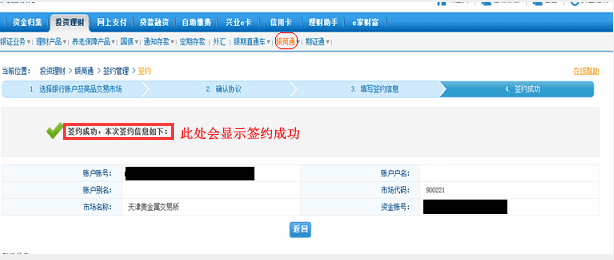 资金归集 投资理财 网上支付 贷款融资 自助缴费 兴业e卡 信用卡 理财助手 e家财富
银证业务 理财产品 养老保障产品 国债 通知存款 定期存款 外汇 银期直通车 银商通 期证通
当前位置: 投资理财 > 银商通 > 签约管理 > 签约 在线帮助
1. 选择银行账户及商品交易市场 2. 确认协议 3. 填写签约信息 4. 签约成功
签约成功，本次签约信息如下: 此处会显示签约成功
账户账号: 账户户名:
账户别名: 市场代码: 900221
市场名称: 天津贵金属交易所 资金账号:
返回